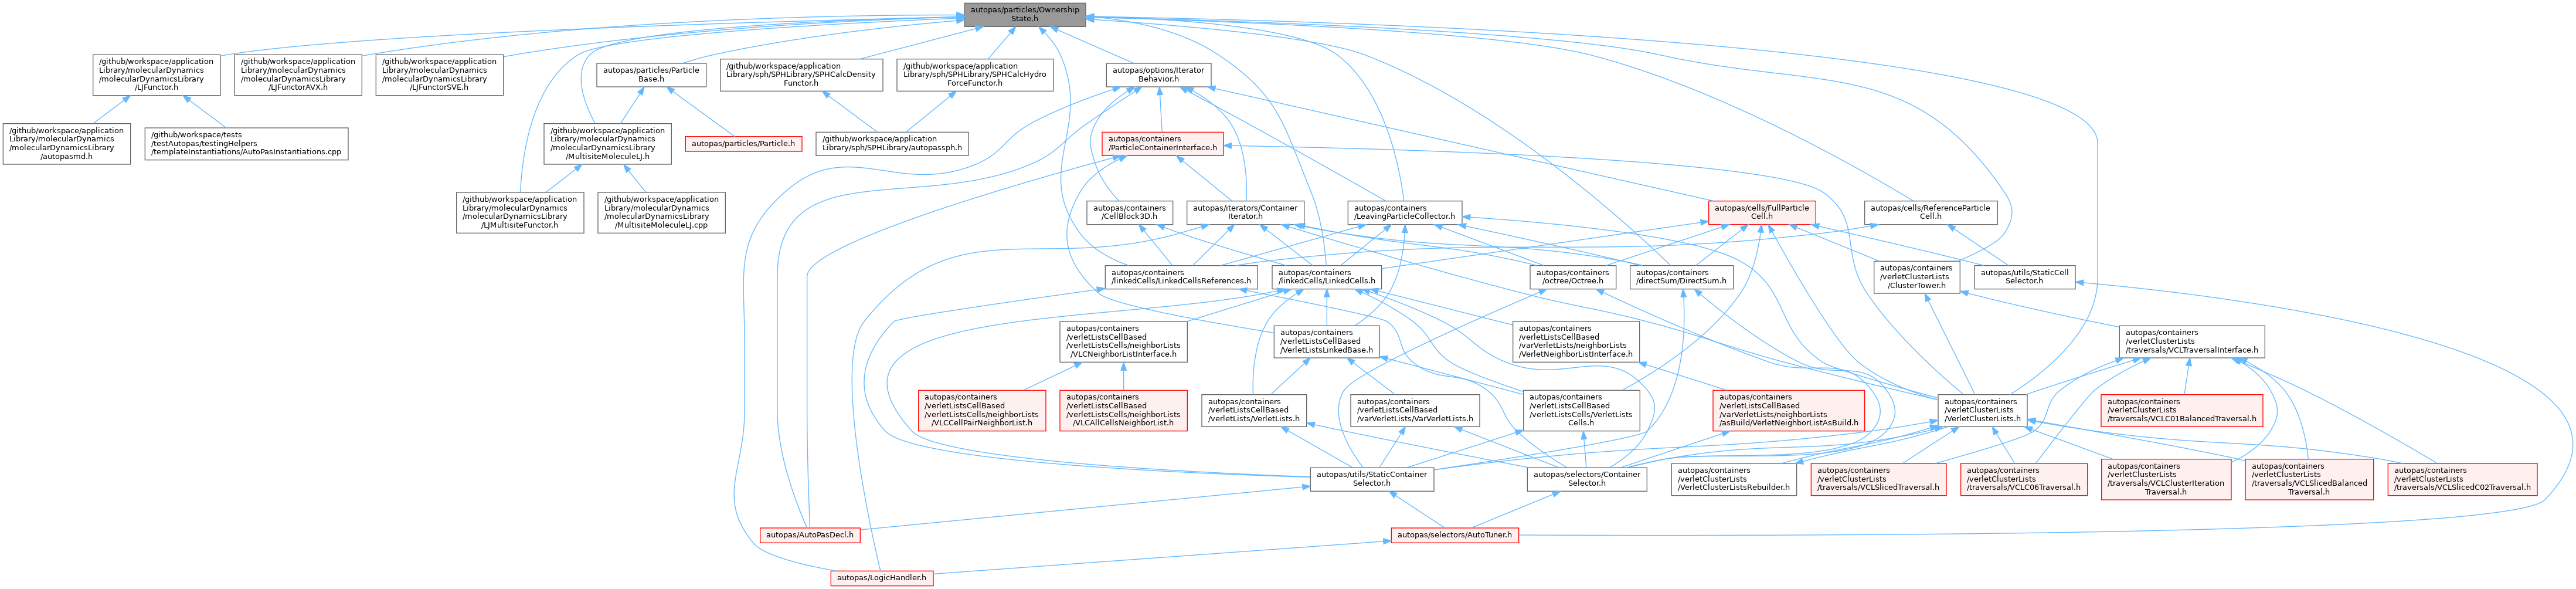 autopas/particles/Ownership
State.h
/github/workspace/application
Library/molecularDynamics
/molecularDynamicsLibrary
/LJFunctor.h
/github/workspace/application
Library/molecularDynamics
/molecularDynamicsLibrary
/LJFunctorAVX.h
/github/workspace/application
Library/molecularDynamics
/molecularDynamicsLibrary
/LJFunctorSVE.h
autopas/particles/Particle
Base.h
/github/workspace/application
Library/sph/SPHLibrary/SPHCalcDensity
Functor.h
/github/workspace/application
Library/sph/SPHLibrary/SPHCalcHydro
ForceFunctor.h
autopas/options/Iterator
Behavior.h
/github/workspace/application
Library/molecularDynamics
/molecularDynamicsLibrary
/autopasmd.h
/github/workspace/tests
/testAutopas/testingHelpers
/templateInstantiations/AutoPasInstantiations.cpp
/github/workspace/application
Library/molecularDynamics
/molecularDynamicsLibrary
/MultisiteMoleculeLJ.h
autopas/particles/Particle.h
/github/workspace/application
Library/sph/SPHLibrary/autopassph.h
autopas/containers
/ParticleContainerInterface.h
/github/workspace/application
Library/molecularDynamics
/molecularDynamicsLibrary
/LJMultisiteFunctor.h
/github/workspace/application
Library/molecularDynamics
/molecularDynamicsLibrary
/MultisiteMoleculeLJ.cpp
autopas/containers
/CellBlock3D.h
autopas/iterators/Container
Iterator.h
autopas/containers
/LeavingParticleCollector.h
autopas/cells/FullParticle
Cell.h
autopas/cells/ReferenceParticle
Cell.h
autopas/containers
/linkedCells/LinkedCellsReferences.h
autopas/containers
/linkedCells/LinkedCells.h
autopas/containers
/octree/Octree.h
autopas/containers
/directSum/DirectSum.h
autopas/containers
/verletClusterLists
/ClusterTower.h
autopas/utils/StaticCell
Selector.h
autopas/containers
/verletListsCellBased
/verletListsCells/neighborLists
/VLCNeighborListInterface.h
autopas/containers
/verletListsCellBased
/VerletListsLinkedBase.h
autopas/containers
/verletListsCellBased
/varVerletLists/neighborLists
/VerletNeighborListInterface.h
autopas/containers
/verletClusterLists
/traversals/VCLTraversalInterface.h
autopas/containers
/verletListsCellBased
/verletListsCells/neighborLists
/VLCCellPairNeighborList.h
autopas/containers
/verletListsCellBased
/verletListsCells/neighborLists
/VLCAllCellsNeighborList.h
autopas/containers
/verletListsCellBased
/verletLists/VerletLists.h
autopas/containers
/verletListsCellBased
/varVerletLists/VarVerletLists.h
autopas/containers
/verletListsCellBased
/verletListsCells/VerletLists
Cells.h
autopas/containers
/verletListsCellBased
/varVerletLists/neighborLists
/asBuild/VerletNeighborListAsBuild.h
autopas/containers
/verletClusterLists
/VerletClusterLists.h
autopas/containers
/verletClusterLists
/traversals/VCLC01BalancedTraversal.h
autopas/utils/StaticContainer
Selector.h
autopas/selectors/Container
Selector.h
autopas/containers
/verletClusterLists
/VerletClusterListsRebuilder.h
autopas/containers
/verletClusterLists
/traversals/VCLSlicedTraversal.h
autopas/containers
/verletClusterLists
/traversals/VCLC06Traversal.h
autopas/containers
/verletClusterLists
/traversals/VCLClusterIteration
Traversal.h
autopas/containers
/verletClusterLists
/traversals/VCLSlicedBalanced
Traversal.h
autopas/containers
/verletClusterLists
/traversals/VCLSlicedC02Traversal.h
autopas/AutoPasDecl.h
autopas/selectors/AutoTuner.h
autopas/LogicHandler.h